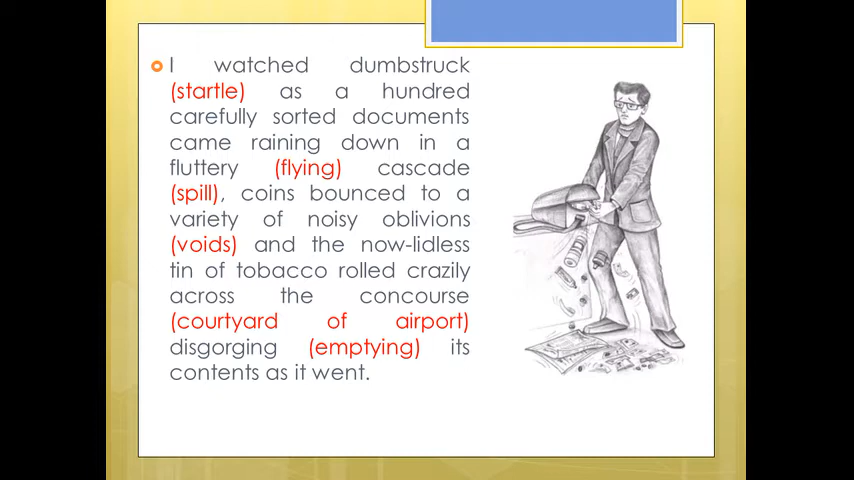 I watched dumbstruck
(startle) as a hundred
carefully sorted documents
came raining down in a
fluttery (flying) cascade
(spill), coins bounced to a
variety of noisy oblivions
(voids) and the now-lidless
tin of tobacco rolled crazily
across the concourse
(courtyard of airport)
disgorging (emptying) its
contents as it went.